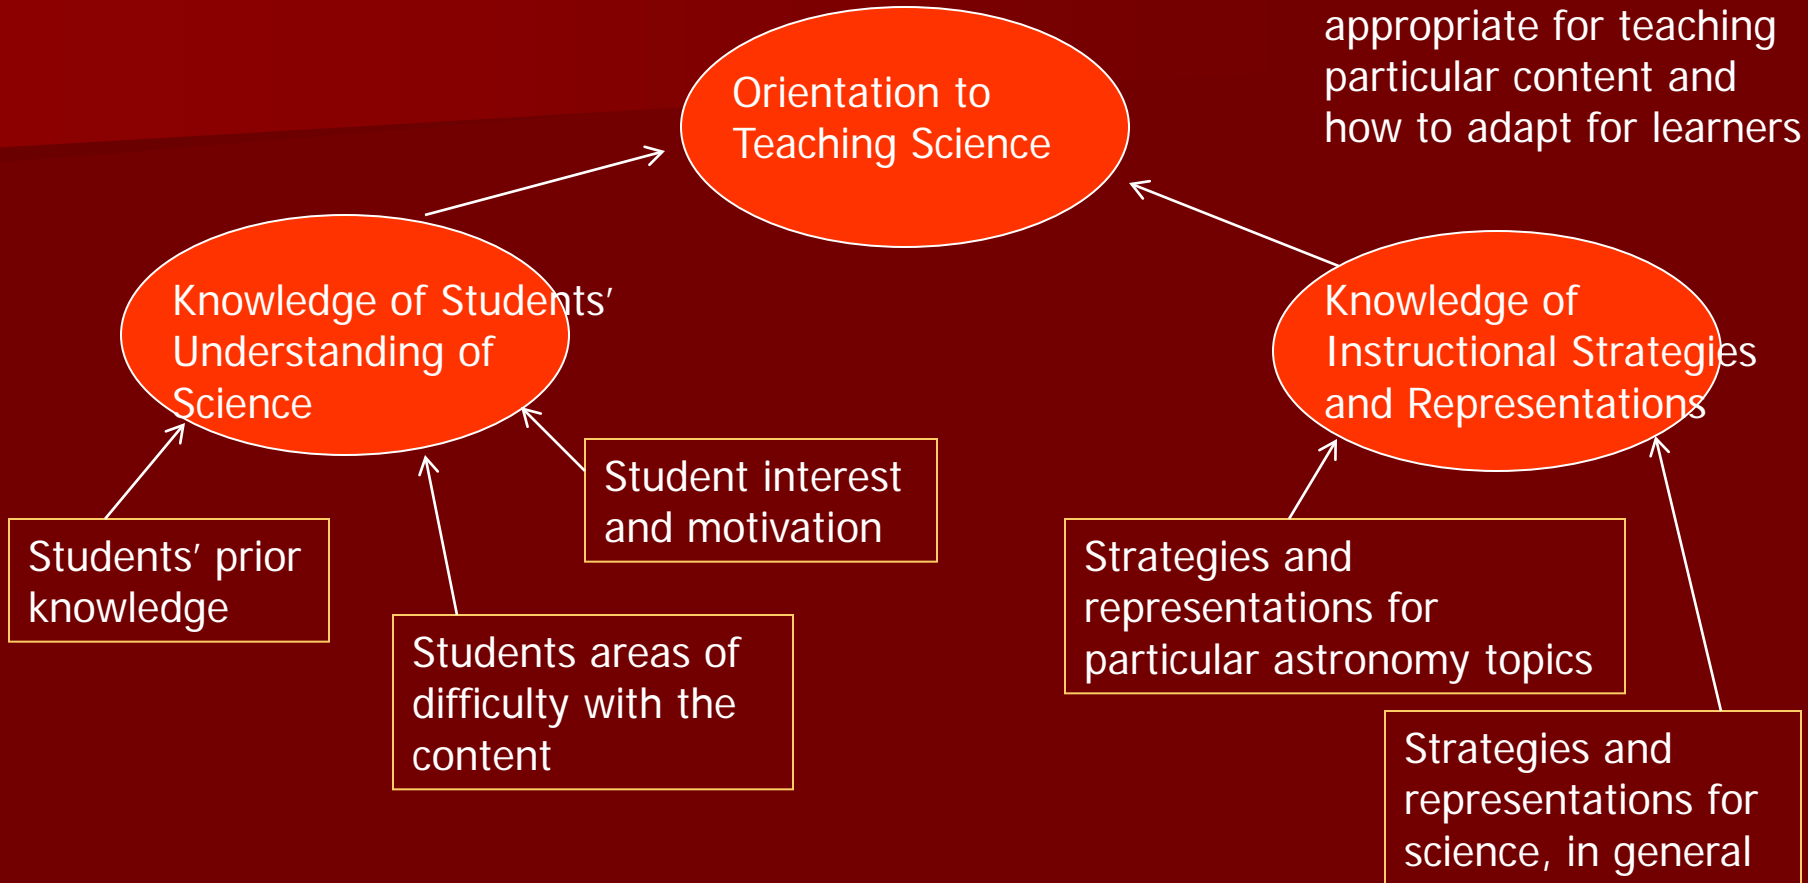 appropriate for teaching
particular content and
how to adapt for learners
Orientation to
Teaching Science
Knowledge of Students’
Understanding of
Science
Knowledge of
Instructional Strategies
and Representations
Student interest
and motivation
Students’ prior
knowledge
Students areas of
difficulty with the
content
Strategies and
representations for
particular astronomy topics
Strategies and
representations for
science, in general